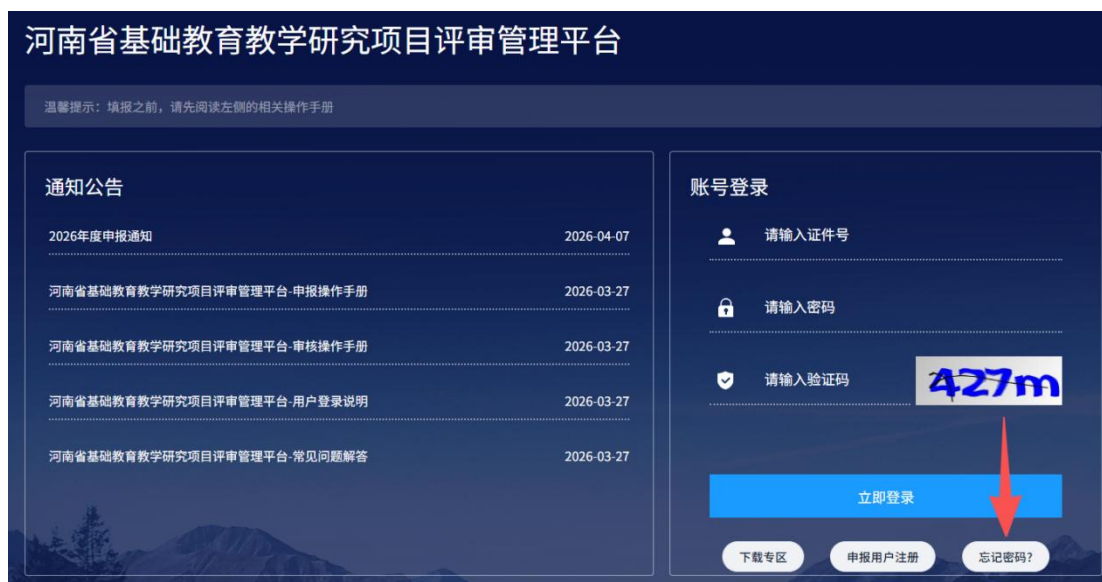 河南省基础教育教学研究项目评审管理平台
温馨提示：填报之前，请先阅读左侧的相关操作手册
通知公告
2026年度申报通知 2026-04-07
河南省基础教育教学研究项目评审管理平台-申报操作手册 2026-03-27
河南省基础教育教学研究项目评审管理平台-审核操作手册 2026-03-27
河南省基础教育教学研究项目评审管理平台-用户登录说明 2026-03-27
河南省基础教育教学研究项目评审管理平台-常见问题解答 2026-03-27
账号登录
请输入证件号
请输入密码
请输入验证码 427m
立即登录
下载专区 申报用户注册 忘记密码?